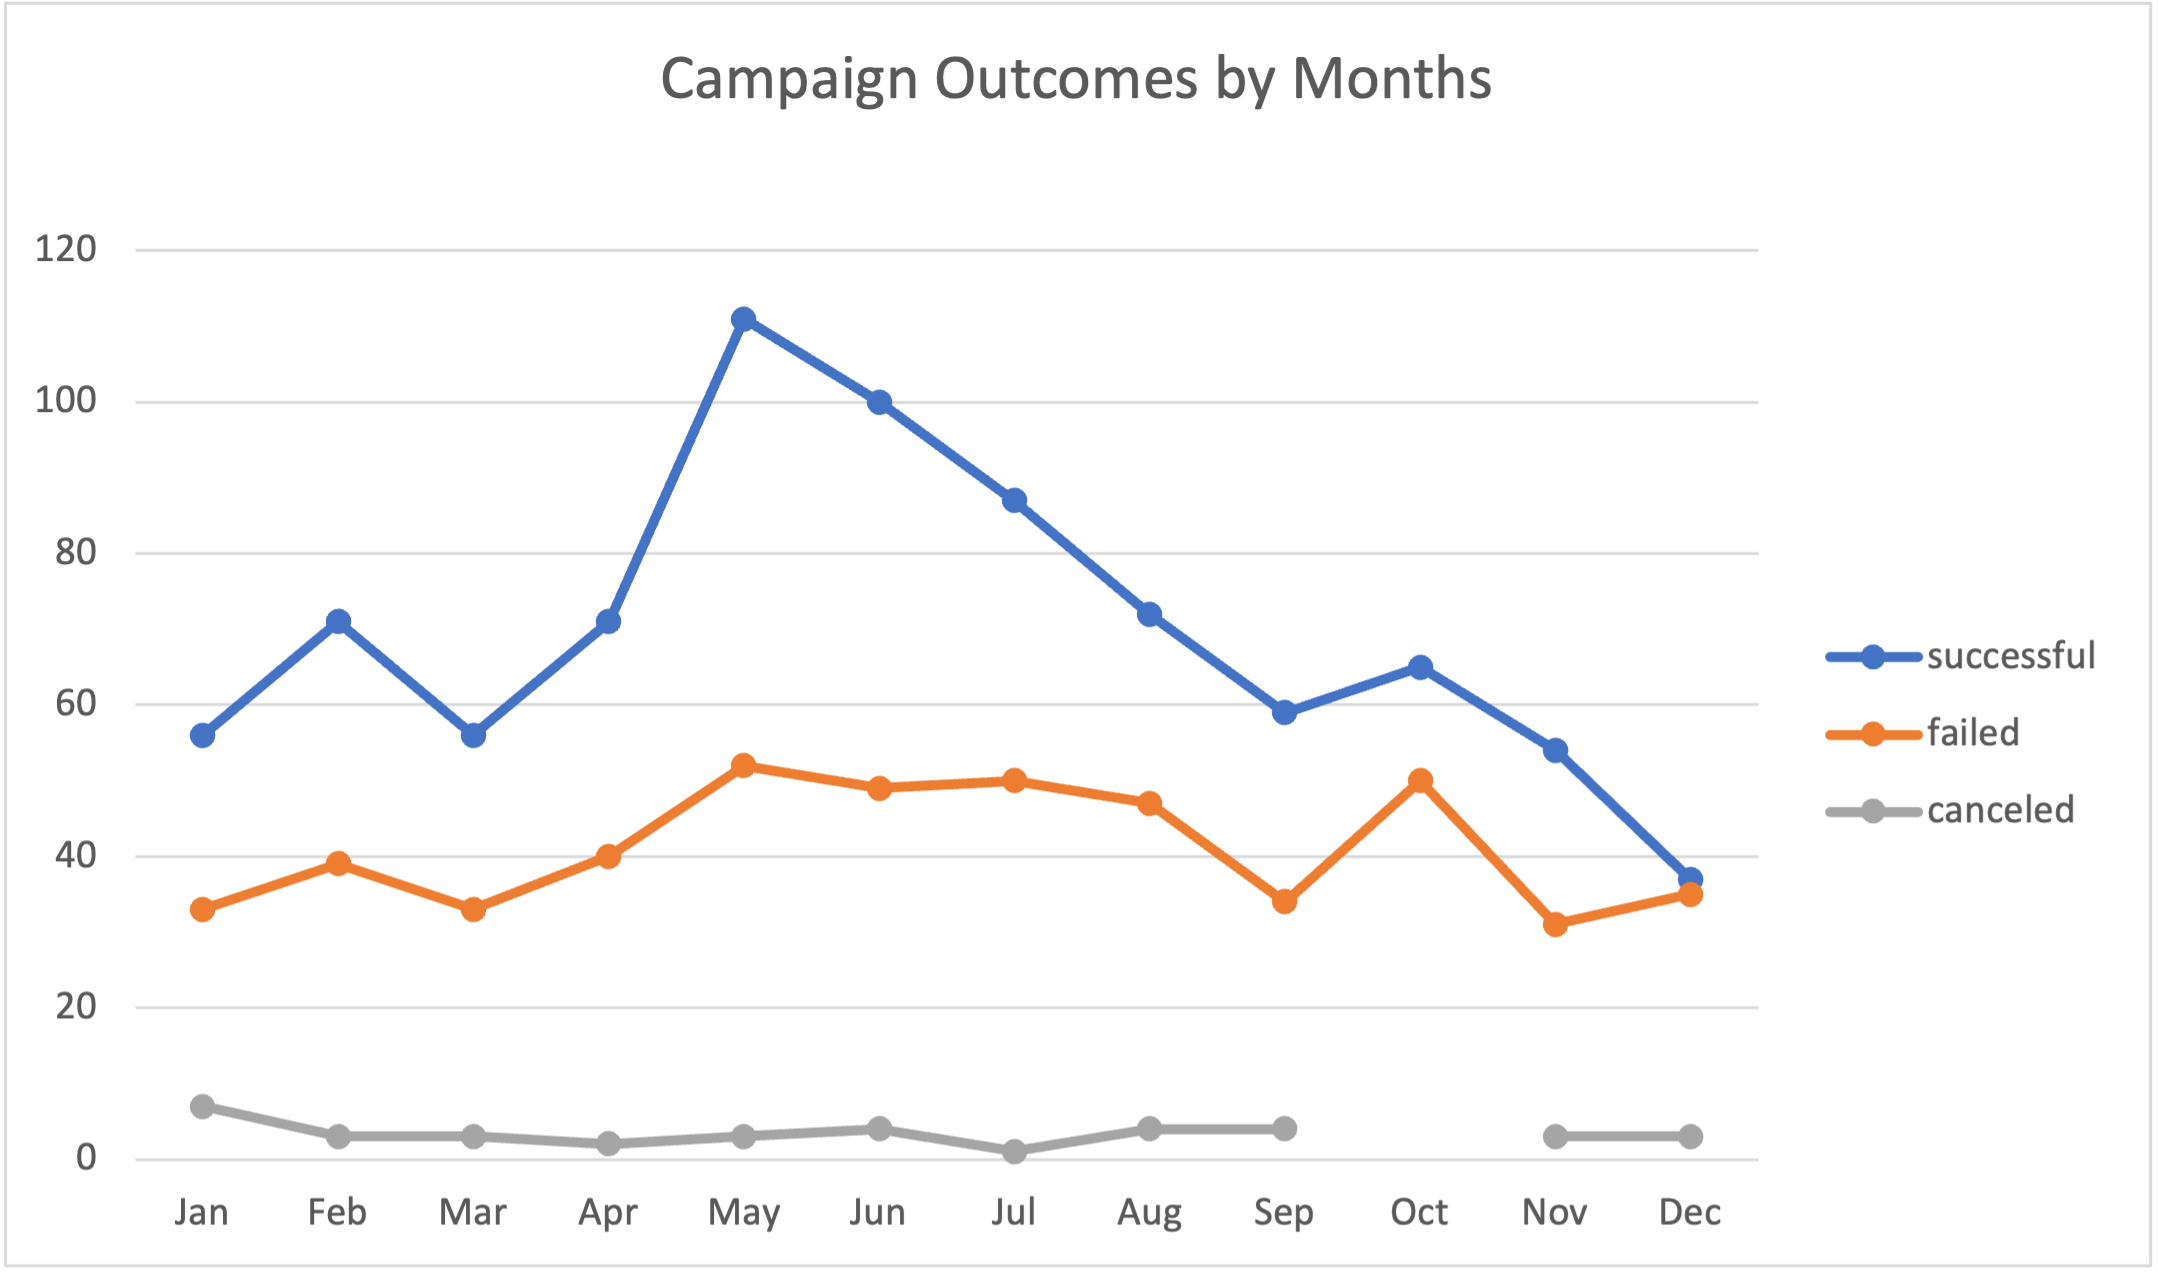 Campaign Outcomes by Months
120
100
80
60
40
20
0
Jan Feb Mar Apr May Jun Jul Aug Sep Oct Nov Dec
successful
failed
canceled